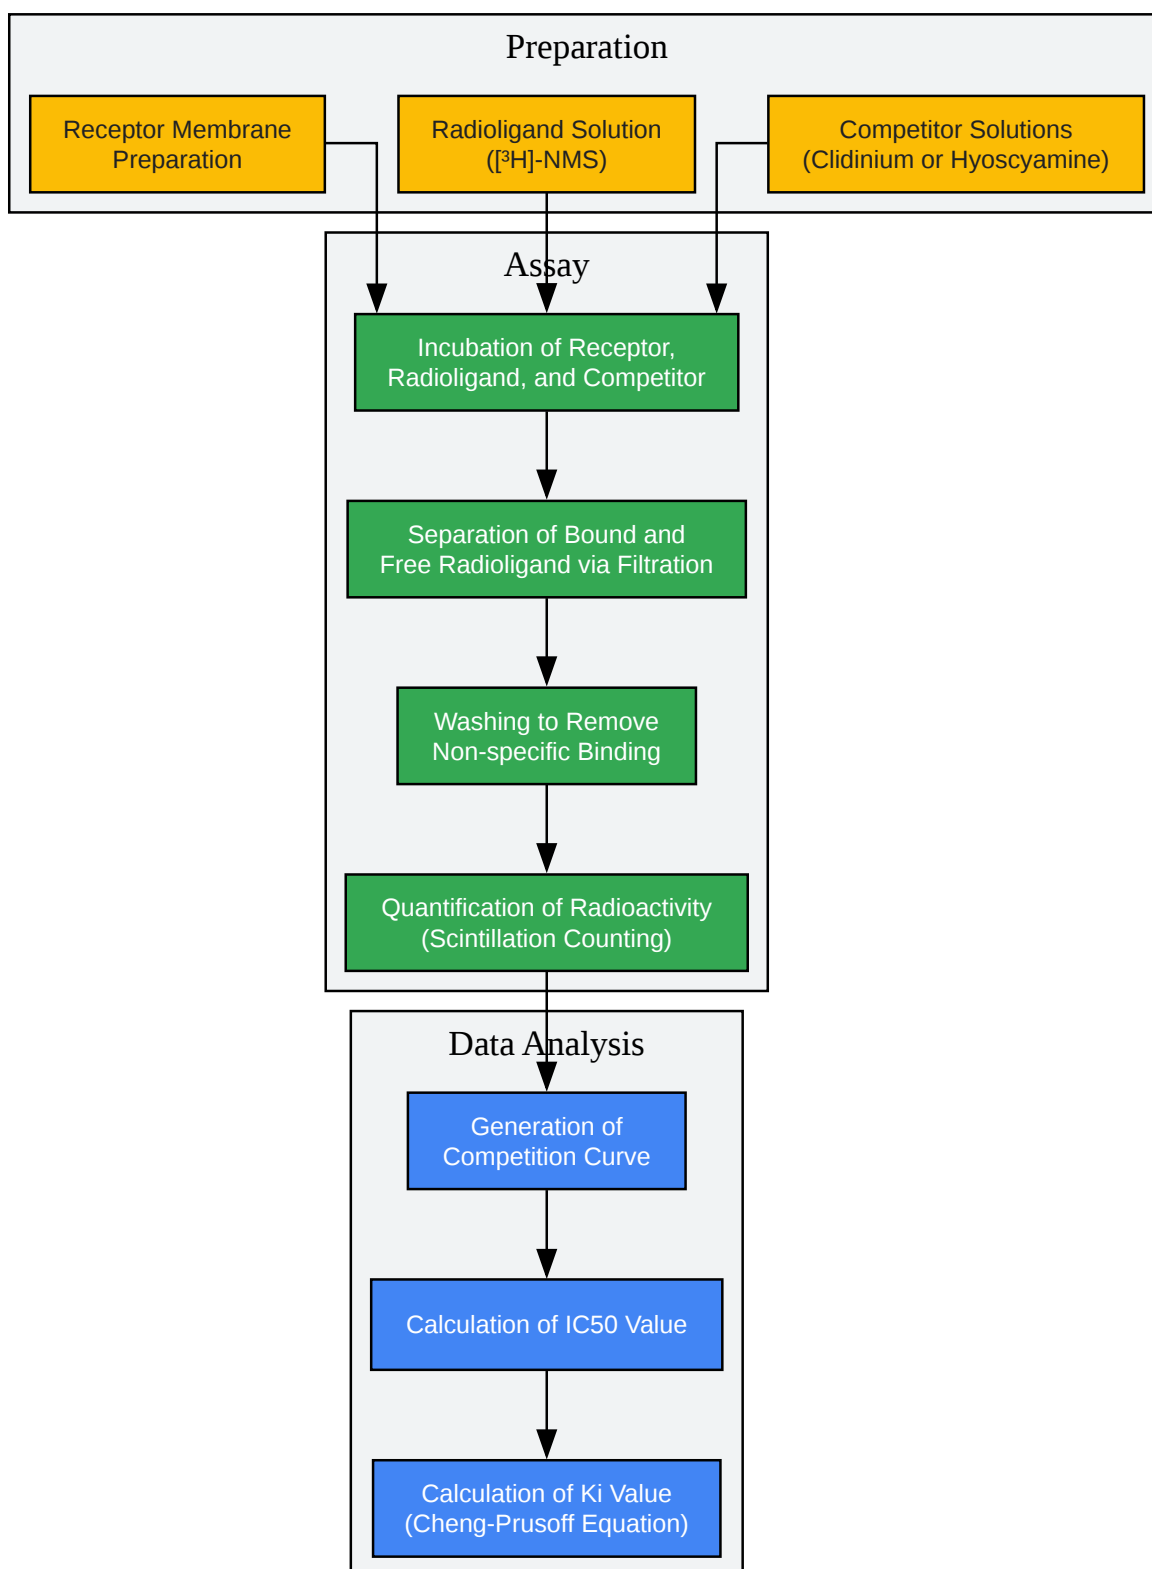 Preparation
Receptor Membrane
Preparation
Radioligand Solution
([³H]-NMS)
Competitor Solutions
(Clidinium or Hyoscyamine)
Assay
Incubation of Receptor,
Radioligand, and Competitor
Separation of Bound and
Free Radioligand via Filtration
Washing to Remove
Non-specific Binding
Quantification of Radioactivity
(Scintillation Counting)
Data Analysis
Generation of
Competition Curve
Calculation of IC50 Value
Calculation of Ki Value
(Cheng-Prusoff Equation)